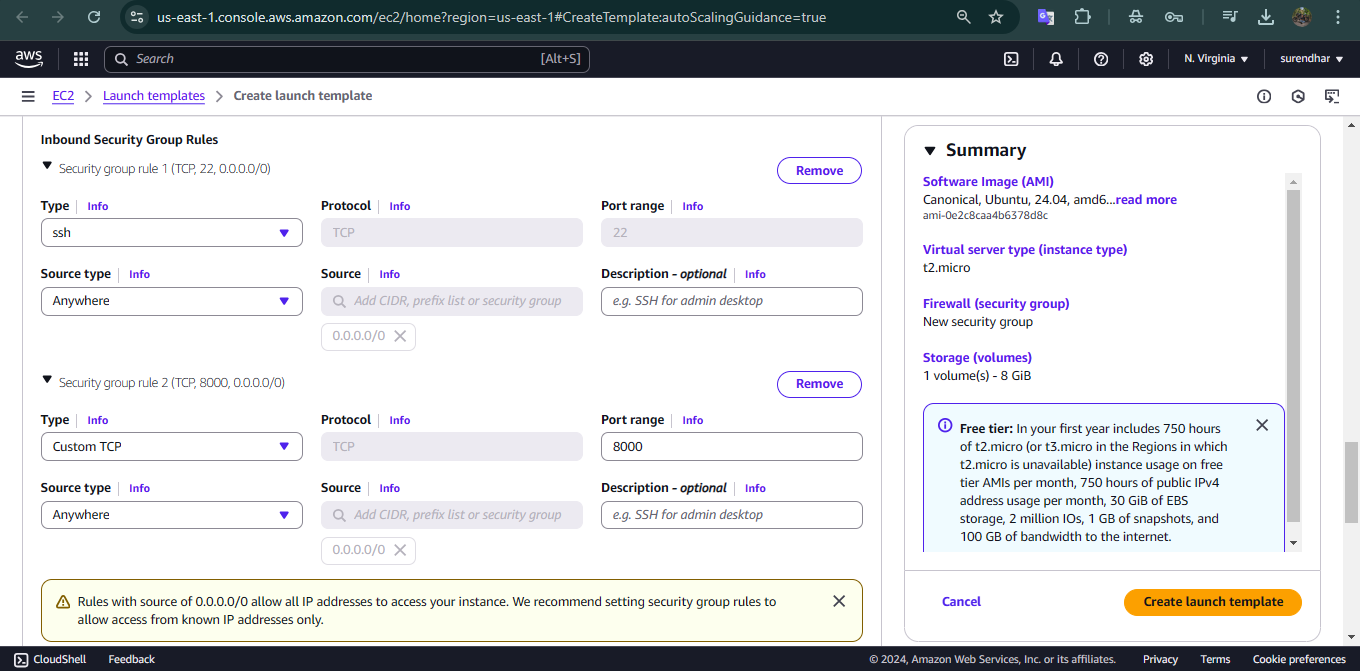 us-east-1.console.aws.amazon.com/ec2/home?region=us-east-1#CreateTemplate:autoScalingGuidance=true
aws
Search
[Alt+S]
N. Virginia
surendhar
EC2
Launch templates
Create launch template
Inbound Security Group Rules
Security group rule 1 (TCP, 22, 0.0.0.0/0)
Remove
Type Info
Protocol Info
Port range Info
ssh
TCP
22
Source type Info
Source Info
Description - optional Info
Anywhere
Add CIDR, prefix list or security group
e.g. SSH for admin desktop
0.0.0.0/0
Security group rule 2 (TCP, 8000, 0.0.0.0/0)
Remove
Type Info
Protocol Info
Port range Info
Custom TCP
TCP
8000
Source type Info
Source Info
Description - optional Info
Anywhere
Add CIDR, prefix list or security group
e.g. SSH for admin desktop
0.0.0.0/0
Rules with source of 0.0.0.0/0 allow all IP addresses to access your instance. We recommend setting security group rules to
allow access from known IP addresses only.
Summary
Software Image (AMI)
Canonical, Ubuntu, 24.04, amd6...read more
ami-0e2c8caa4b6378d8c
Virtual server type (instance type)
t2.micro
Firewall (security group)
New security group
Storage (volumes)
1 volume(s) - 8 GiB
Free tier: In your first year includes 750 hours
of t2.micro (or t3.micro in the Regions in which
t2.micro is unavailable) instance usage on free
tier AMIs per month, 750 hours of public IPv4
address usage per month, 30 GiB of EBS
storage, 2 million IOs, 1 GB of snapshots, and
100 GB of bandwidth to the internet.
Cancel
Create launch template
CloudShell
Feedback
© 2024, Amazon Web Services, Inc. or its affiliates.
Privacy
Terms
Cookie preferences